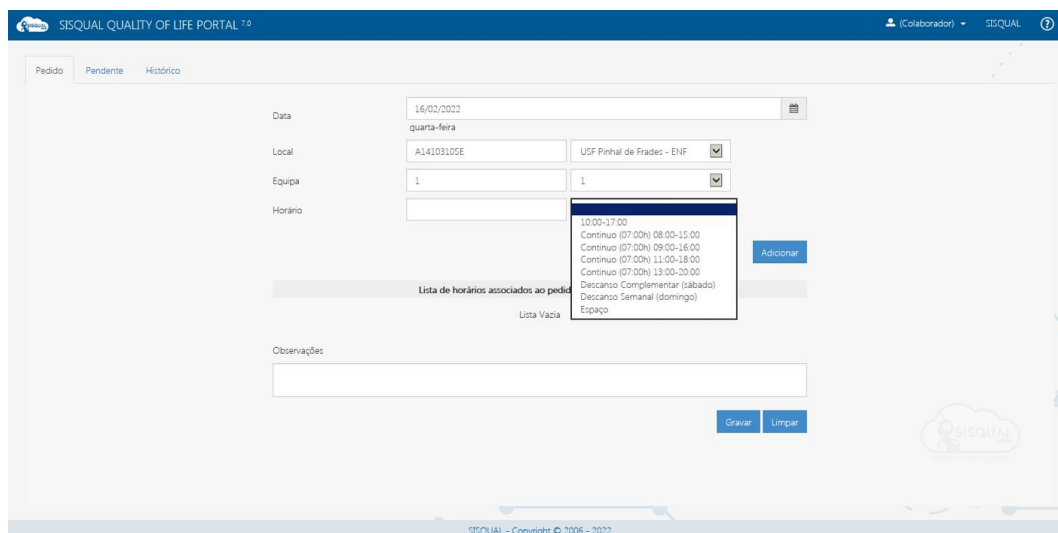 SISQUAL QUALITY OF LIFE PORTAL 7.0
(Colaborador)
SISQUAL
Pedido
Pendente
Histórico
Data
16/02/2022
quarta-feira
Local
A1410310SE
USF Pinhal de Frades - ENF
Equipa
1
1
Horário
10:00-17:00
Continuo (07:00h) 08:00-15:00
Continuo (07:00h) 09:00-16:00
Continuo (07:00h) 11:00-18:00
Continuo (07:00h) 13:00-20:00
Descanso Complementar (sábado)
Descanso Semanal (domingo)
Espaço
Adicionar
Lista de horários associados ao pedid
Lista Vazia
Observações
Gravar
Limpar
SISQUAL
SISQUAL - Copyright © 2006 - 2022